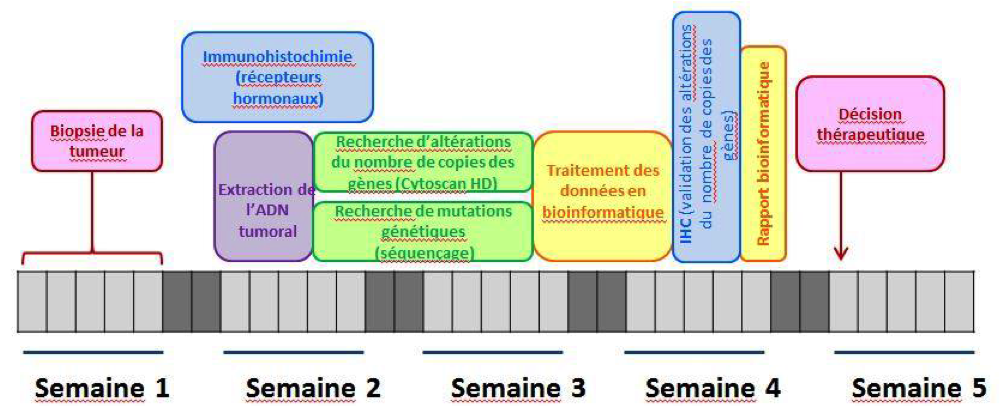 Immunohistochimie
(récepteurs
hormonaux)
Biopsie de la
tumeur
Extraction de
l'ADN
tumoral
Recherche d'altérations
du nombre de copies des
gènes (Cytoscan HD)
Recherche de mutations
génétiques
(séquençage)
Traitement des
données en
bioinformatique
IHC (validation des altérations
du nombre de copies des
gènes)
Rapport bioinformatique
Décision
thérapeutique
Semaine 1
Semaine 2
Semaine 3
Semaine 4
Semaine 5